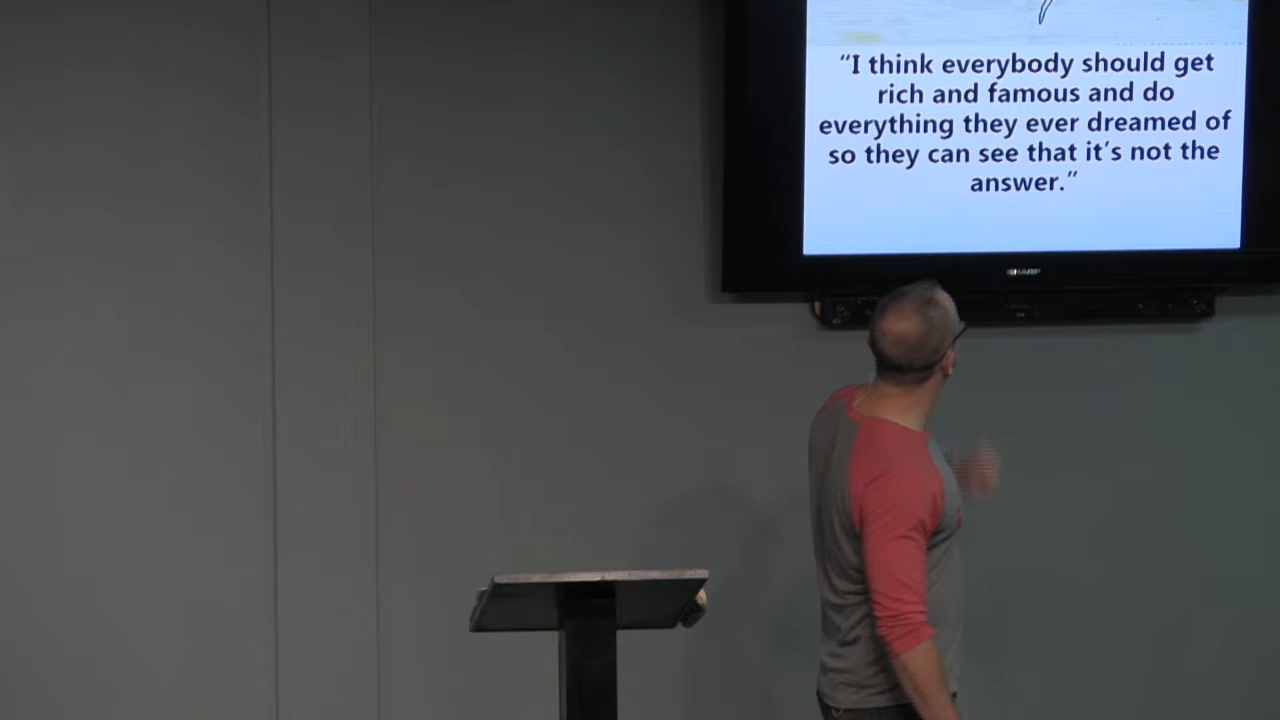 “I think everybody should get
rich and famous and do
everything they ever dreamed of
so they can see that it’s not the
answer.”
SHARP